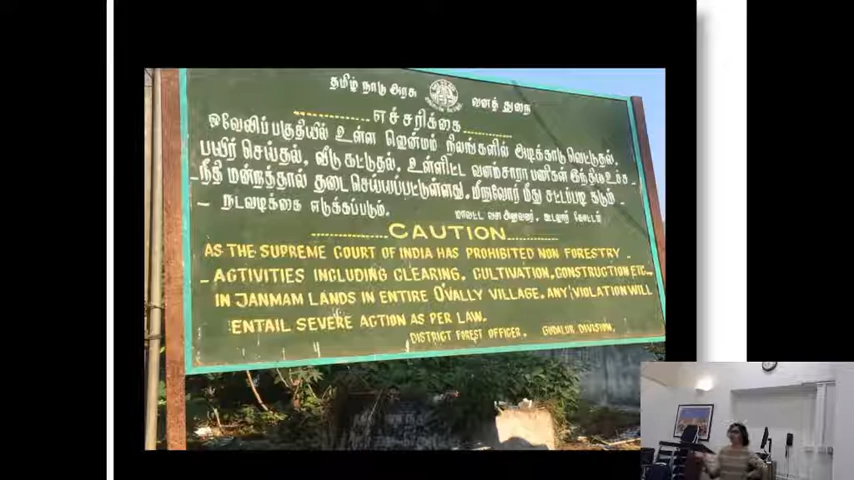 தமிழ் நாடு அரசு வனத் துறை
எச்சரிக்கை
ஓவேலிப்பகுதியில் உள்ள ஜென்மம் நிலங்களில் அடிக்காடு வெட்டுதல்,
பயிர் செய்தல், வீடு கட்டுதல், உள்ளிட்ட வனம்சாரா பணிகள் இந்திய உச்ச
நீதி மன்றத்தால் தடை செய்யப்பட்டுள்ளது. மீறுவோர் மீது சட்டப்படி கடும்
நடவடிக்கை எடுக்கப்படும்.
மாவட்ட வன அலுவலர், கூடலூர் கோட்டம்
CAUTION
AS THE SUPREME COURT OF INDIA HAS PROHIBITED NON FORESTRY
ACTIVITIES INCLUDING CLEARING, CULTIVATION, CONSTRUCTION, ETC.,
IN JANMAM LANDS IN ENTIRE O'VALLY VILLAGE. ANY VIOLATION WILL
ENTAIL SEVERE ACTION AS PER LAW.
DISTRICT FOREST OFFICER, GUDALUR DIVISION